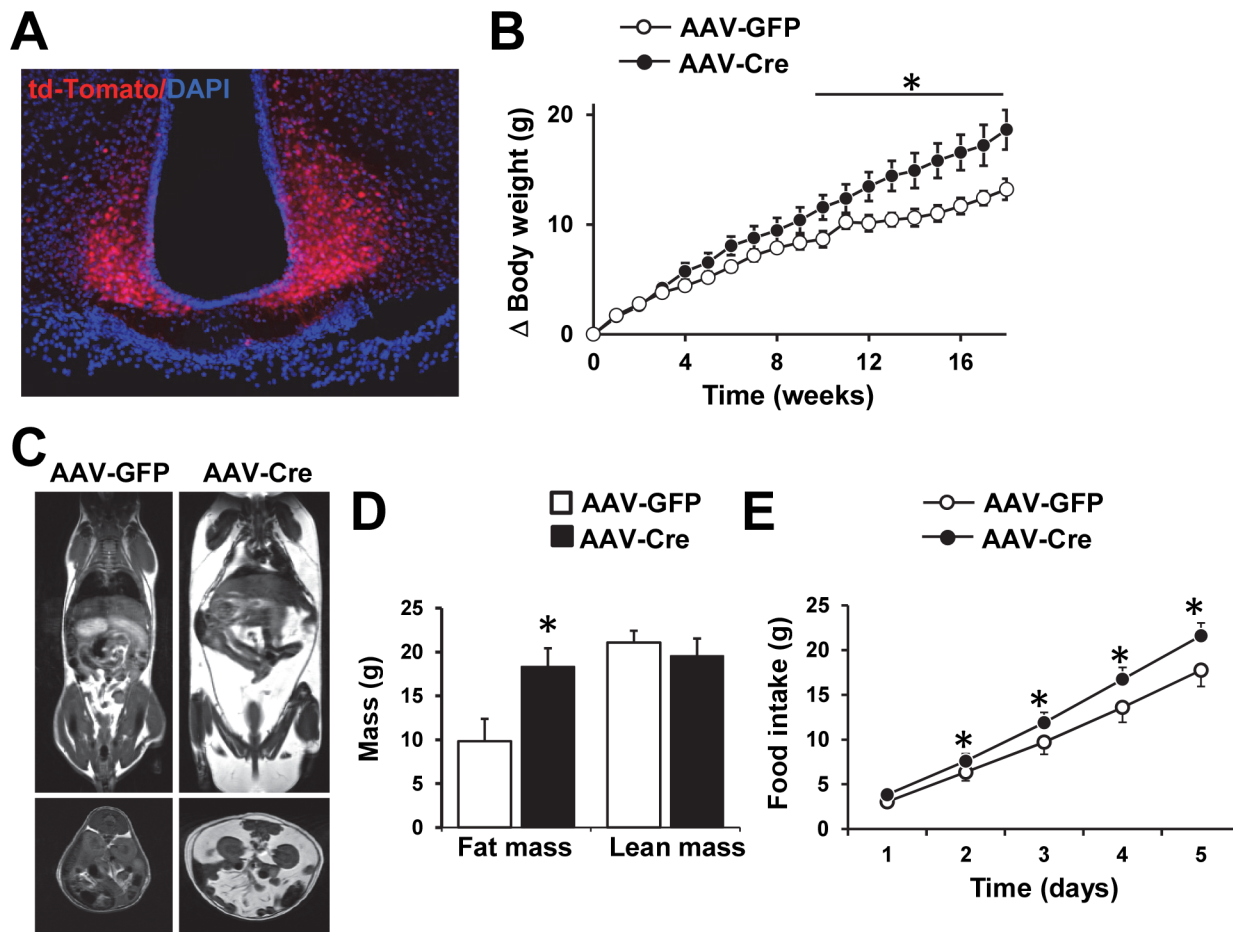 A
td-Tomato/DAPI
B
AAV-GFP
AAV-Cre
*
Δ Body weight (g)
20
10
0
0 4 8 12 16
Time (weeks)
C
AAV-GFP AAV-Cre
D
AAV-GFP
AAV-Cre
Mass (g)
25
20
15
10
5
0
*
Fat mass Lean mass
E
AAV-GFP
AAV-Cre
Food intake (g)
25
20
15
10
5
0
* * * *
1 2 3 4 5
Time (days)